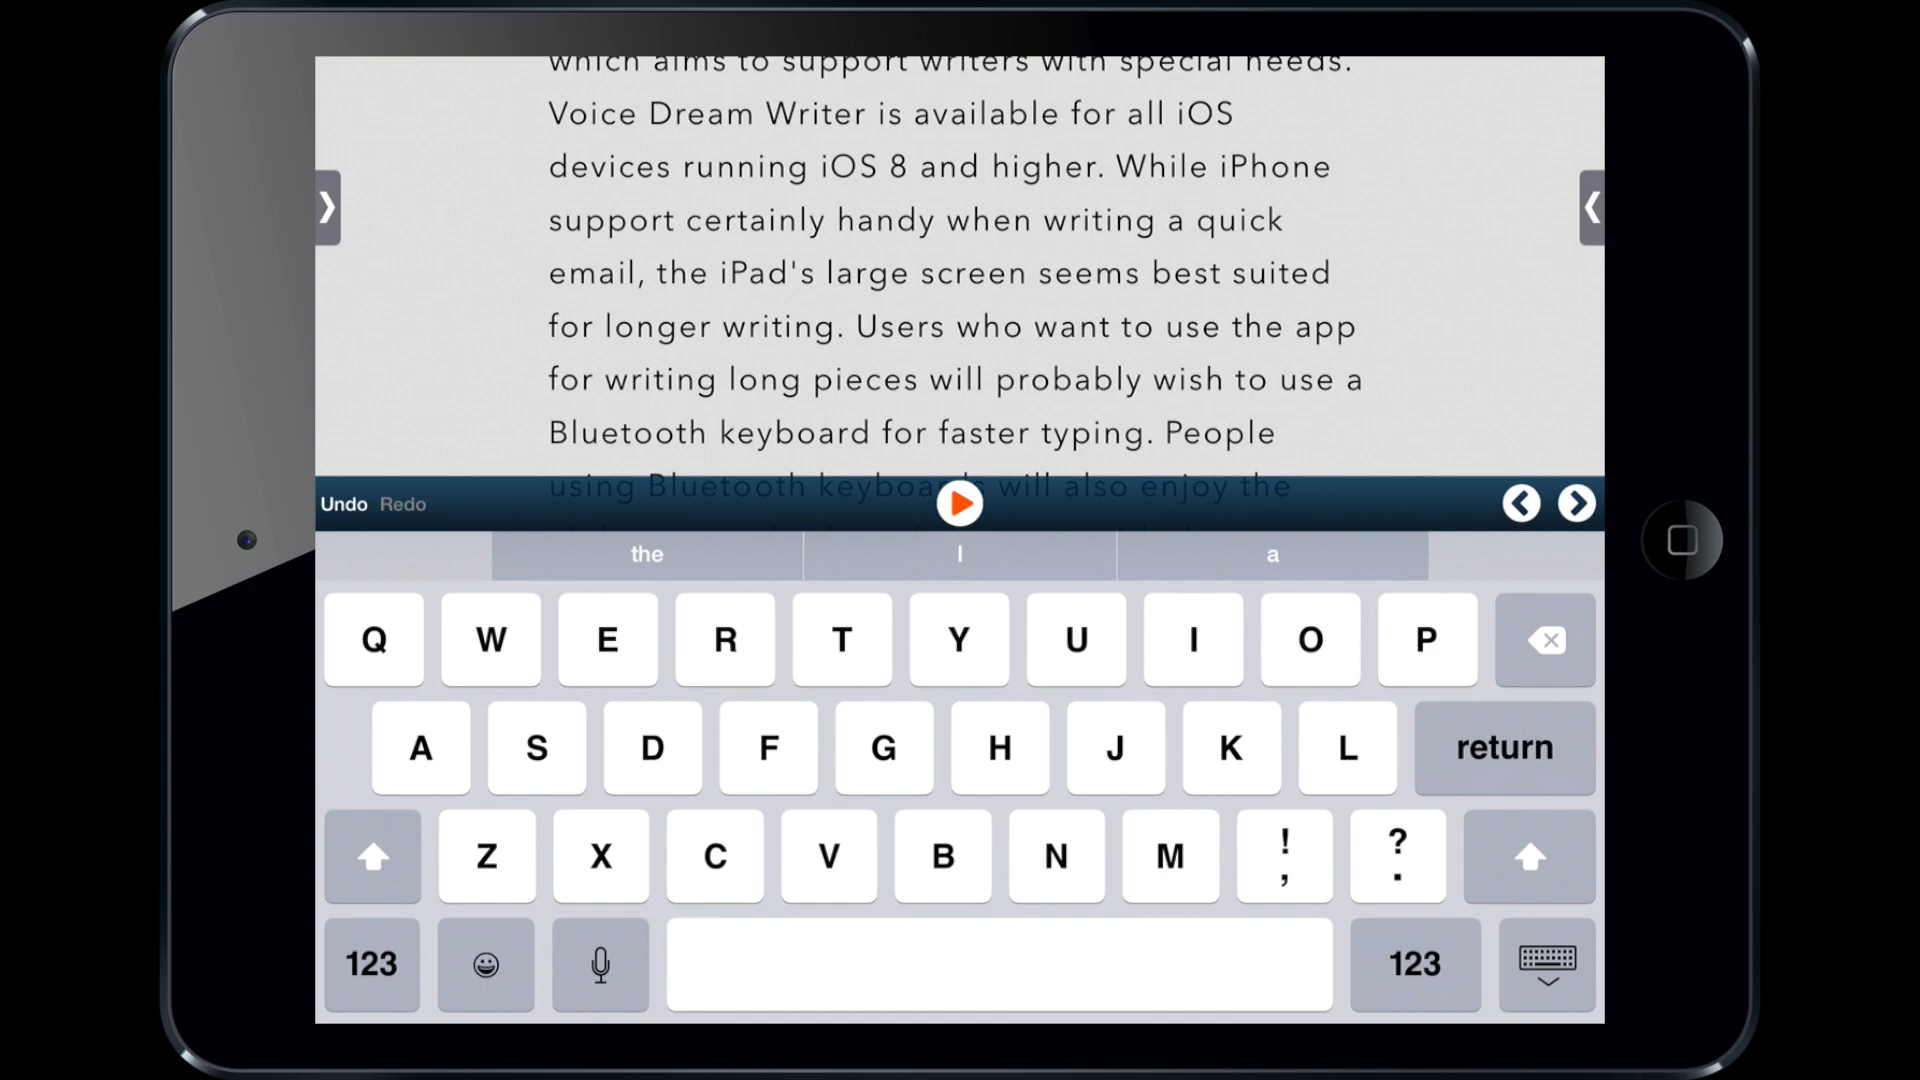 which aims to support writers with special needs.
Voice Dream Writer is available for all iOS
devices running iOS 8 and higher. While iPhone
support certainly handy when writing a quick
email, the iPad's large screen seems best suited
for longer writing. Users who want to use the app
for writing long pieces will probably wish to use a
Bluetooth keyboard for faster typing. People
using Bluetooth keyboards will also enjoy the
Undo Redo
the I a
Q W E R T Y U I O P
A S D F G H J K L return
Z X C V B N M ! , ? .
123 123